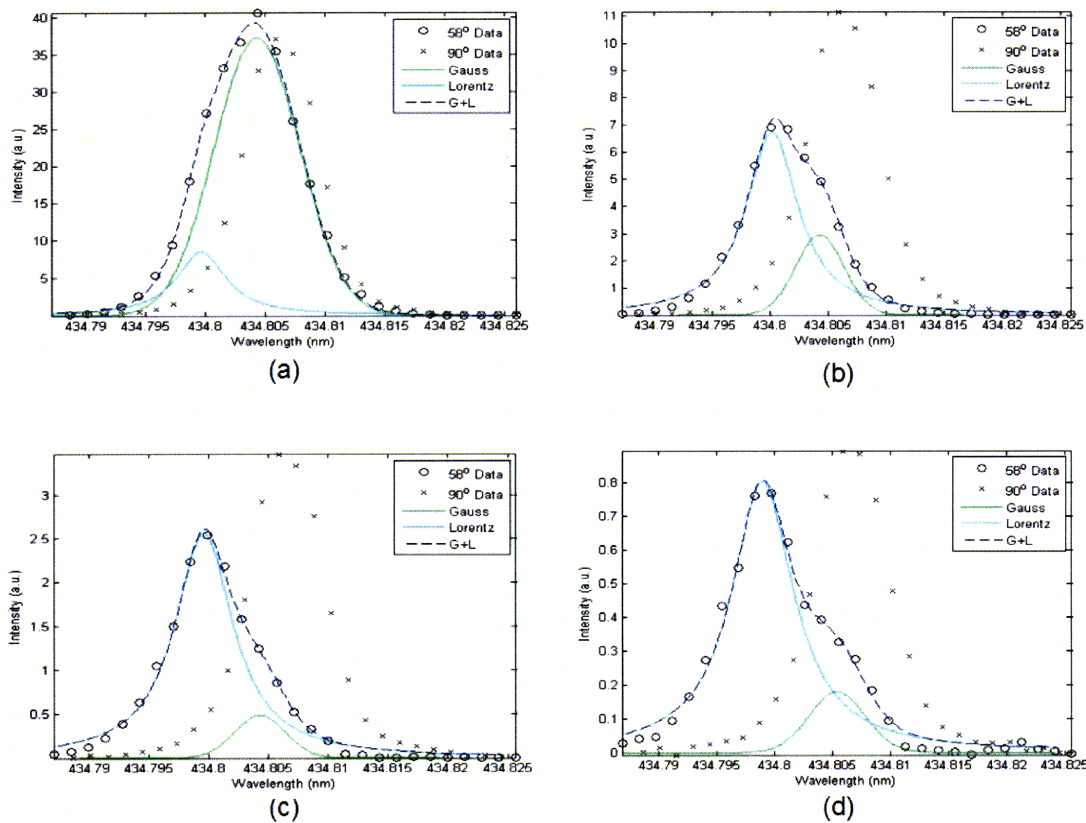 40
35
30
25
20
15
10
5
Intensity (a.u.)
58° Data
90° Data
Gauss
Lorentz
G+L
434.79 434.795 434.8 434.805 434.81 434.815 434.82 434.825
Wavelength (nm)
(a)
11
10
9
8
7
6
5
4
3
2
1
0
Intensity (a.u.)
58° Data
90° Data
Gauss
Lorentz
G+L
434.79 434.795 434.8 434.805 434.81 434.815 434.82 434.825
Wavelength (nm)
(b)
3
2.5
2
1.5
1
0.5
Intensity (a.u.)
58° Data
90° Data
Gauss
Lorentz
G+L
434.79 434.795 434.8 434.805 434.81 434.815 434.82 434.825
Wavelength (nm)
(c)
0.8
0.7
0.6
0.5
0.4
0.3
0.2
0.1
0
Intensity (a.u.)
58° Data
90° Data
Gauss
Lorentz
G+L
434.79 434.795 434.8 434.805 434.81 434.815 434.82 434.825
Wavelength (nm)
(d)